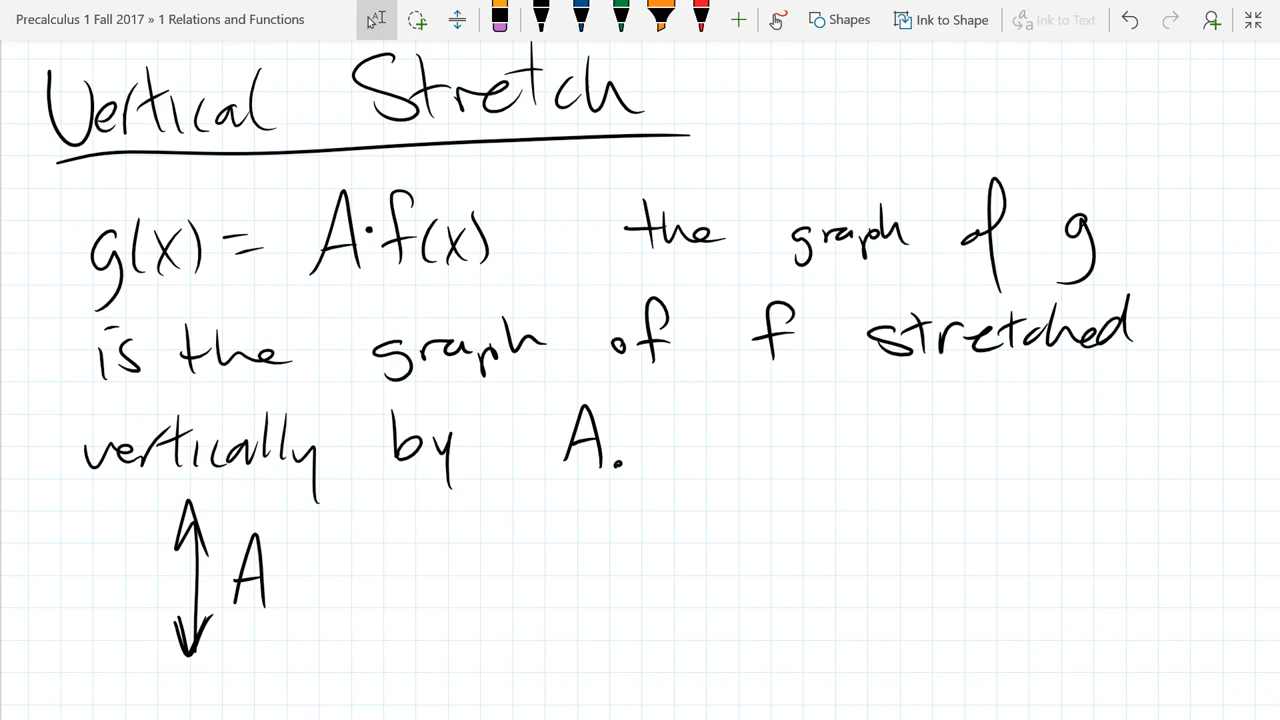 Precalculus 1 Fall 2017 » 1 Relations and Functions
Shapes Ink to Shape Ink to Text
Vertical Stretch
g(x) = A·f(x) the graph of g
is the graph of f stretched
vertically by A.
A